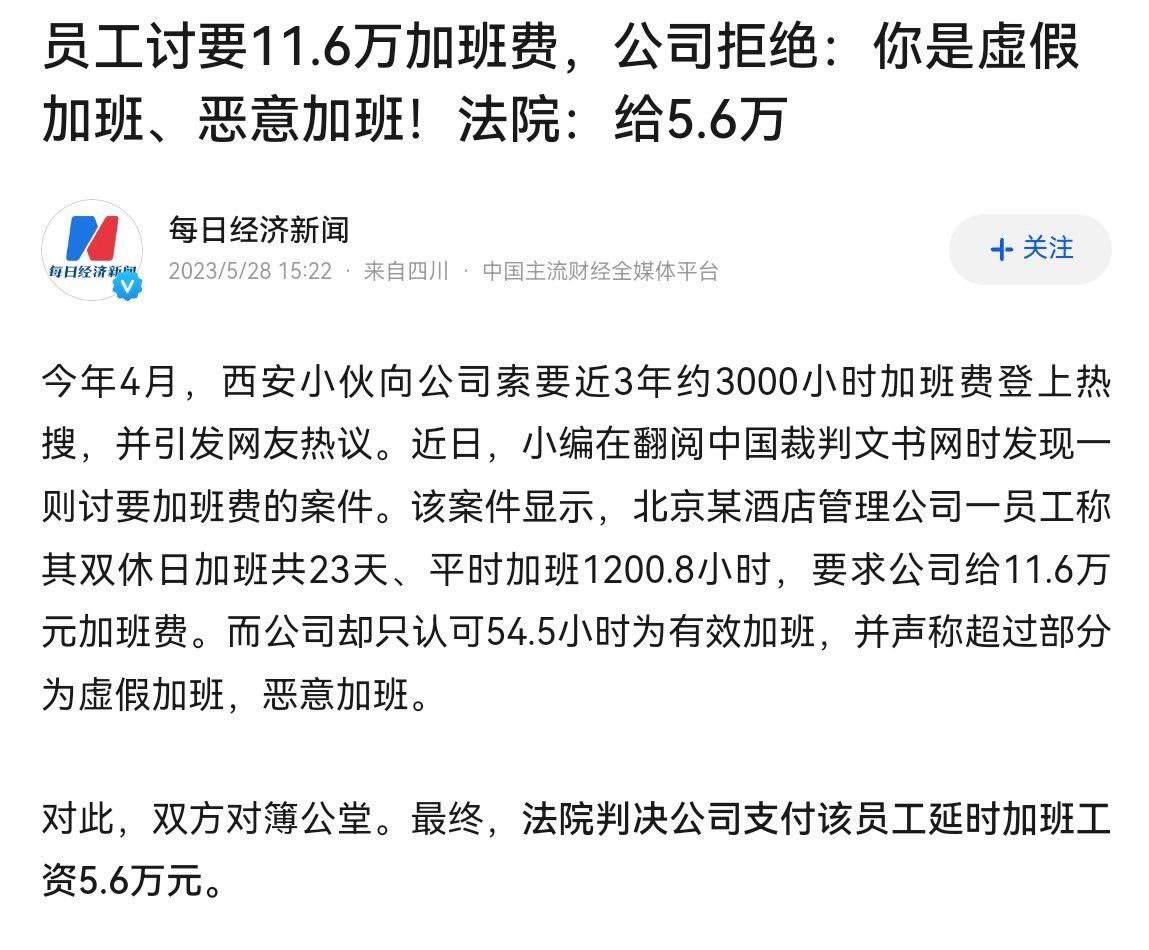 员工讨要11.6万加班费，公司拒绝：你是虚假
加班、恶意加班！法院：给5.6万
每日经济新闻
每日经济新闻
2023/5/28 15:22 · 来自四川 · 中国主流财经全媒体平台
+ 关注
今年4月，西安小伙向公司索要近3年约3000小时加班费登上热
搜，并引发网友热议。近日，小编在翻阅中国裁判文书网时发现一
则讨要加班费的案件。该案件显示，北京某酒店管理公司一员工称
其双休日加班共23天、平时加班1200.8小时，要求公司给11.6万
元加班费。而公司却只认可54.5小时为有效加班，并声称超过部分
为虚假加班，恶意加班。
对此，双方对簿公堂。最终，法院判决公司支付该员工延时加班工
资5.6万元。